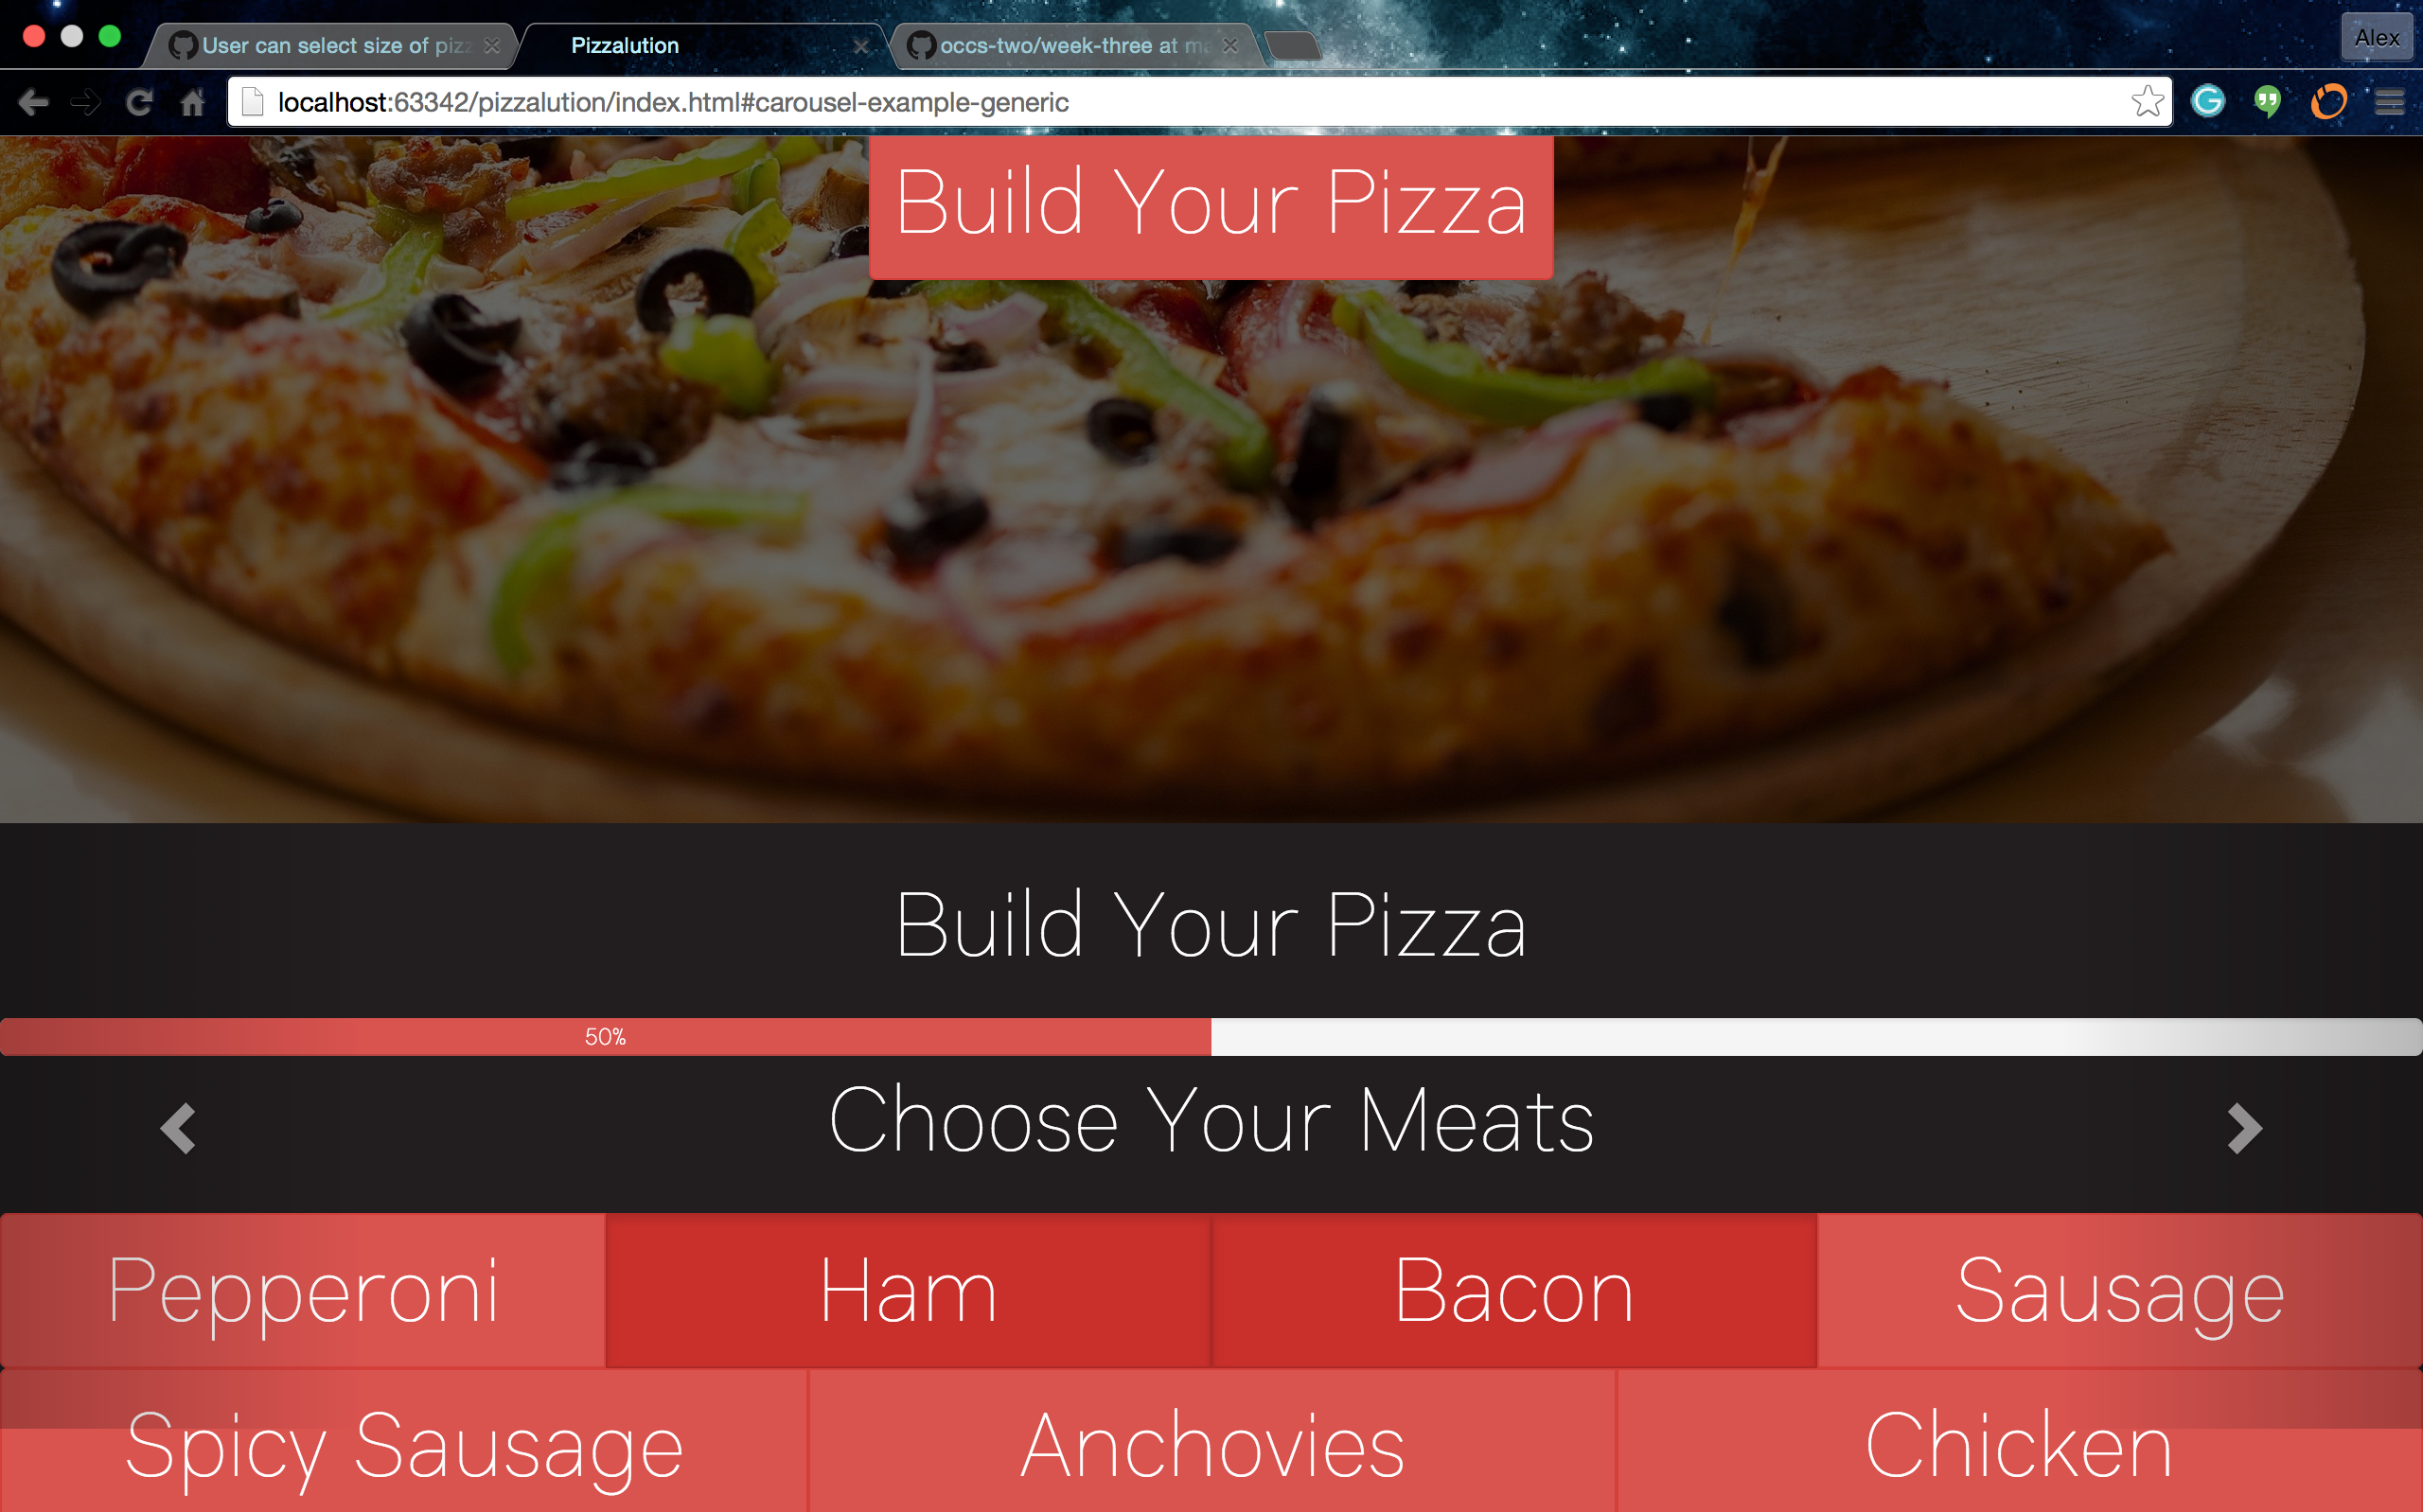 User can select size of piz
Pizzalution
occs-two/week-three at m
Alex
localhost:63342/pizzalution/index.html#carousel-example-generic
Build Your Pizza
Build Your Pizza
50%
Choose Your Meats
Pepperoni Ham Bacon Sausage
Spicy Sausage Anchovies Chicken